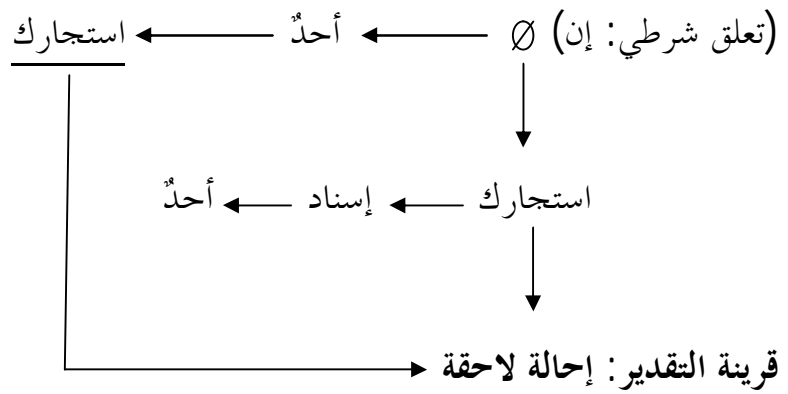 (تعلق شرطي: إن) ∅ أحدٌ استجارك
استجارك إسناد أحدٌ
قرينة التقدير: إحالة لاحقة